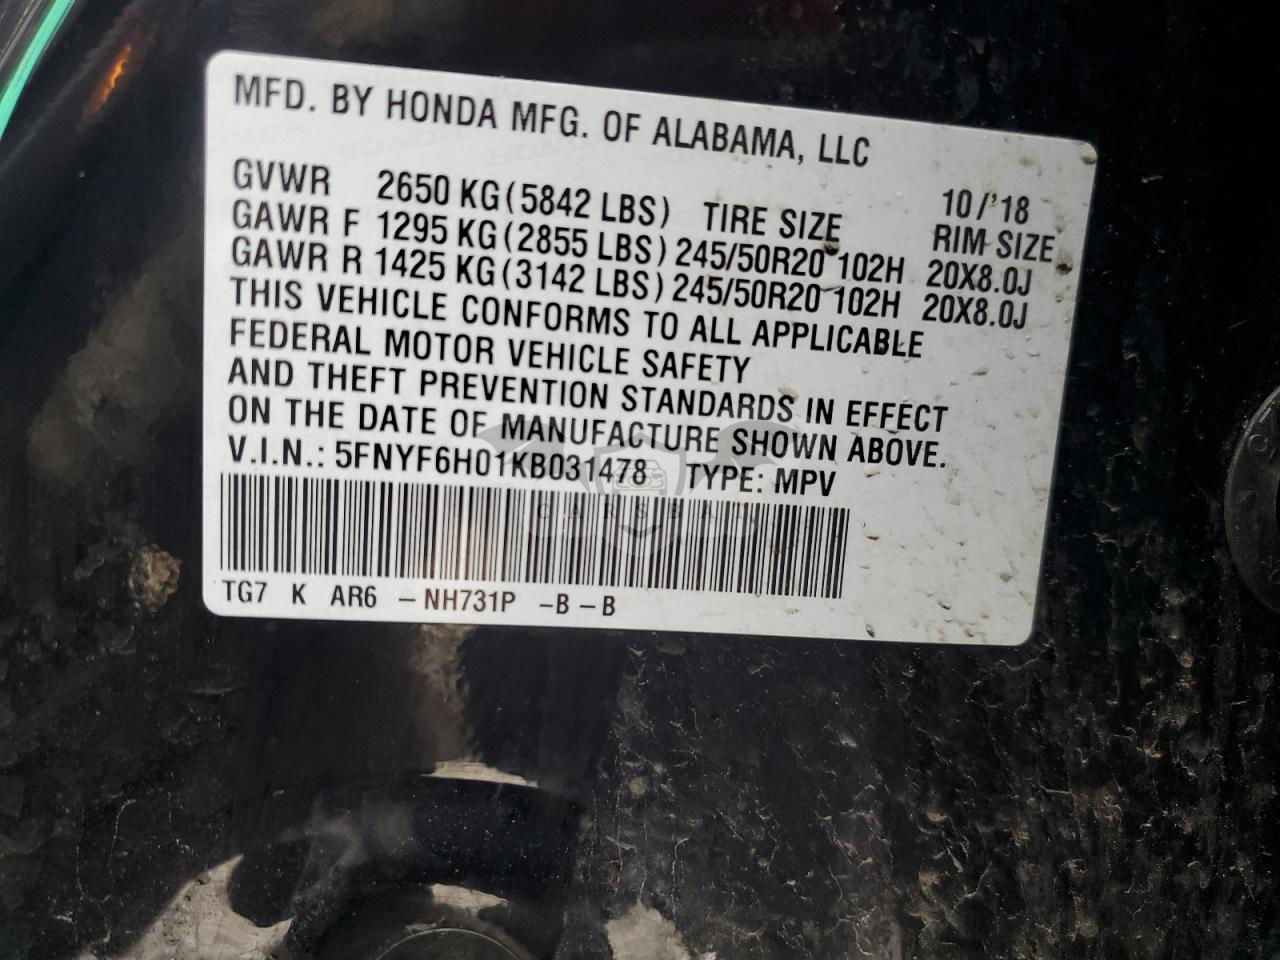 MFD. BY HONDA MFG. OF ALABAMA, LLC
10/'18
GVWR 2650 KG (5842 LBS) TIRE SIZE RIM SIZE
GAWR F 1295 KG (2855 LBS) 245/50R20 102H 20X8.0J
GAWR R 1425 KG (3142 LBS) 245/50R20 102H 20X8.0J
THIS VEHICLE CONFORMS TO ALL APPLICABLE
FEDERAL MOTOR VEHICLE SAFETY
AND THEFT PREVENTION STANDARDS IN EFFECT
ON THE DATE OF MANUFACTURE SHOWN ABOVE.
V.I.N.: 5FNYF6H01KB031478 TYPE: MPV
TG7 K AR6 -NH731P -B-B